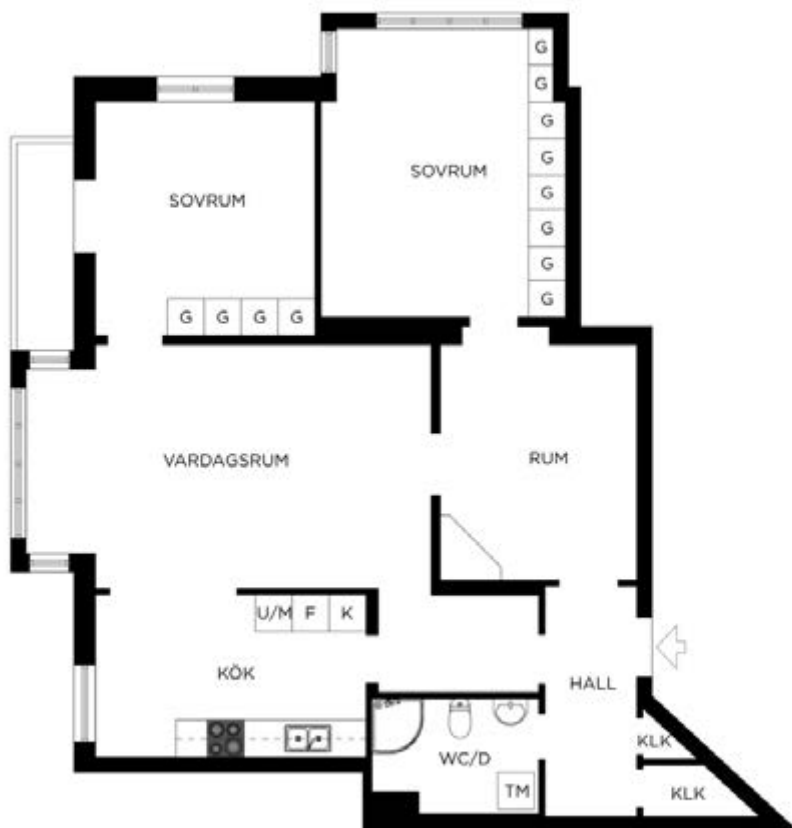 G
G
G
G
G
G
G
G
SOVRUM
SOVRUM
G G G G
VARDAGSRUM
RUM
U/M F K
KÖK
HALL
KLK
WC/D
TM
KLK